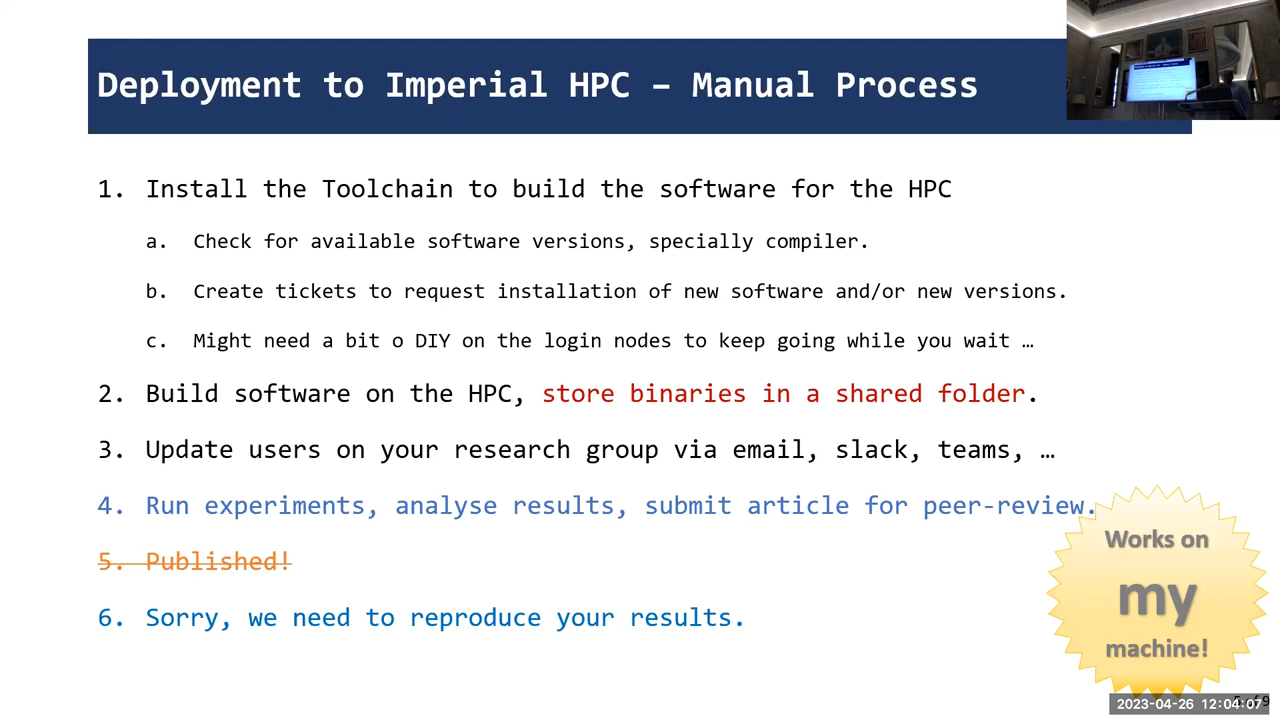 Deployment to Imperial HPC – Manual Process
1. Install the Toolchain to build the software for the HPC
a. Check for available software versions, specially compiler.
b. Create tickets to request installation of new software and/or new versions.
c. Might need a bit o DIY on the login nodes to keep going while you wait …
2. Build software on the HPC, store binaries in a shared folder.
3. Update users on your research group via email, slack, teams, …
4. Run experiments, analyse results, submit article for peer-review.
5. Published!
6. Sorry, we need to reproduce your results.
Works on
my
machine!
2023-04-26 12:04:07